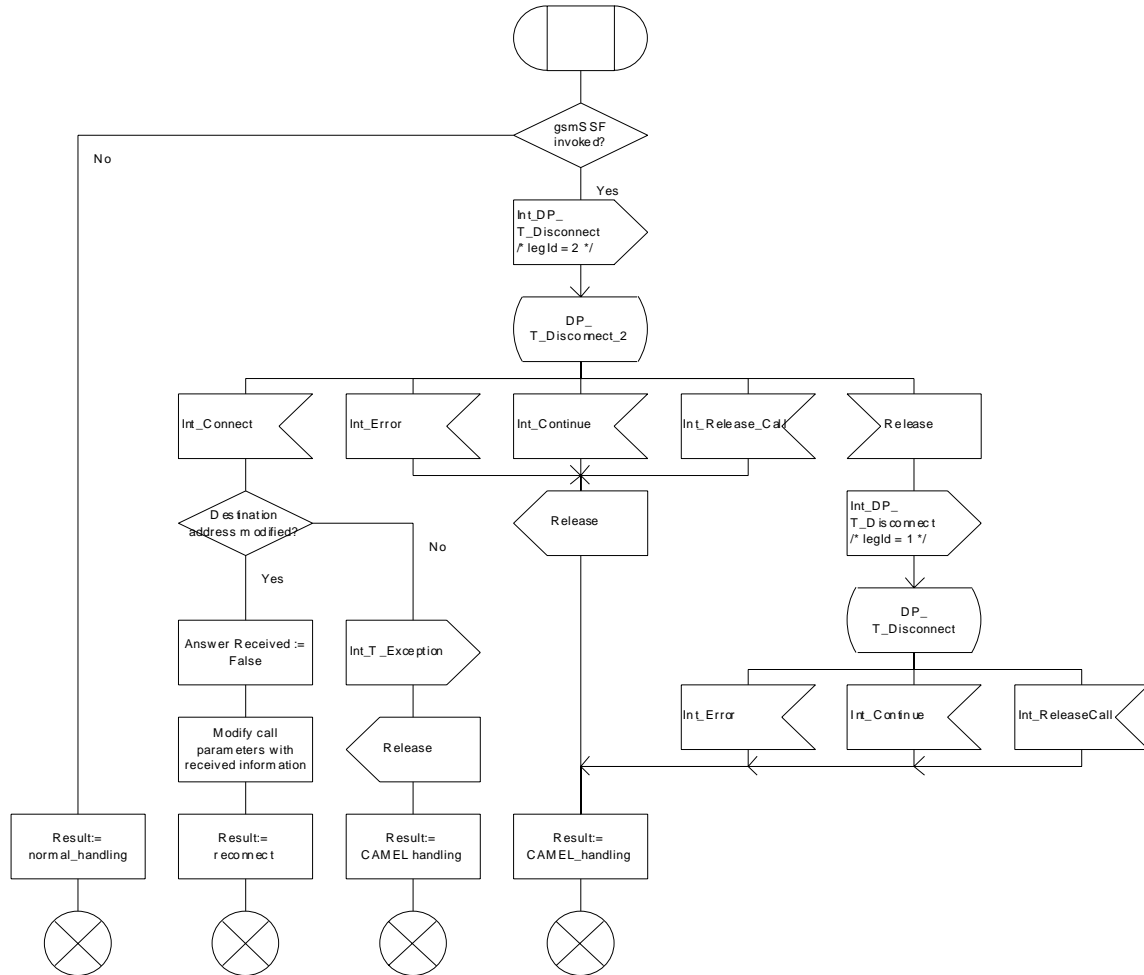 gsmSSF
invoked?
No
Yes
Int_DP_
T_Disconnect
/* legId = 2 */
DP_
T_Disconnect_2
Int_Connect
Int_Error
Int_Continue
Int_Release_Call
Release
Destination
address modified?
No
Yes
Release
Int_DP_
T_Disconnect
/* legId = 1 */
DP_
T_Disconnect
Answer Received :=
False
Int_T_Exception
Int_Error
Int_Continue
Int_ReleaseCall
Modify call
parameters with
received information
Release
Result:=
normal_handling
Result:=
reconnect
Result:=
CAMEL handling
Result:=
CAMEL_handling